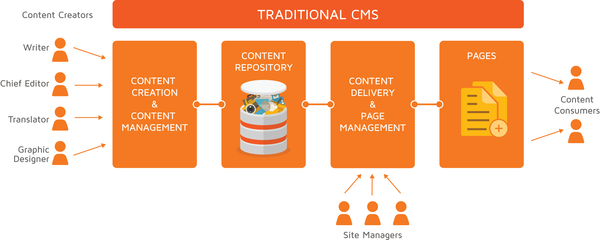 Content Creators
TRADITIONAL CMS
Writer
Chief Editor
Translator
Graphic
Designer
CONTENT
CREATION
&
CONTENT
MANAGEMENT
CONTENT
REPOSITORY
CONTENT
DELIVERY
&
PAGE
MANAGEMENT
PAGES
Content
Consumers
Site Managers